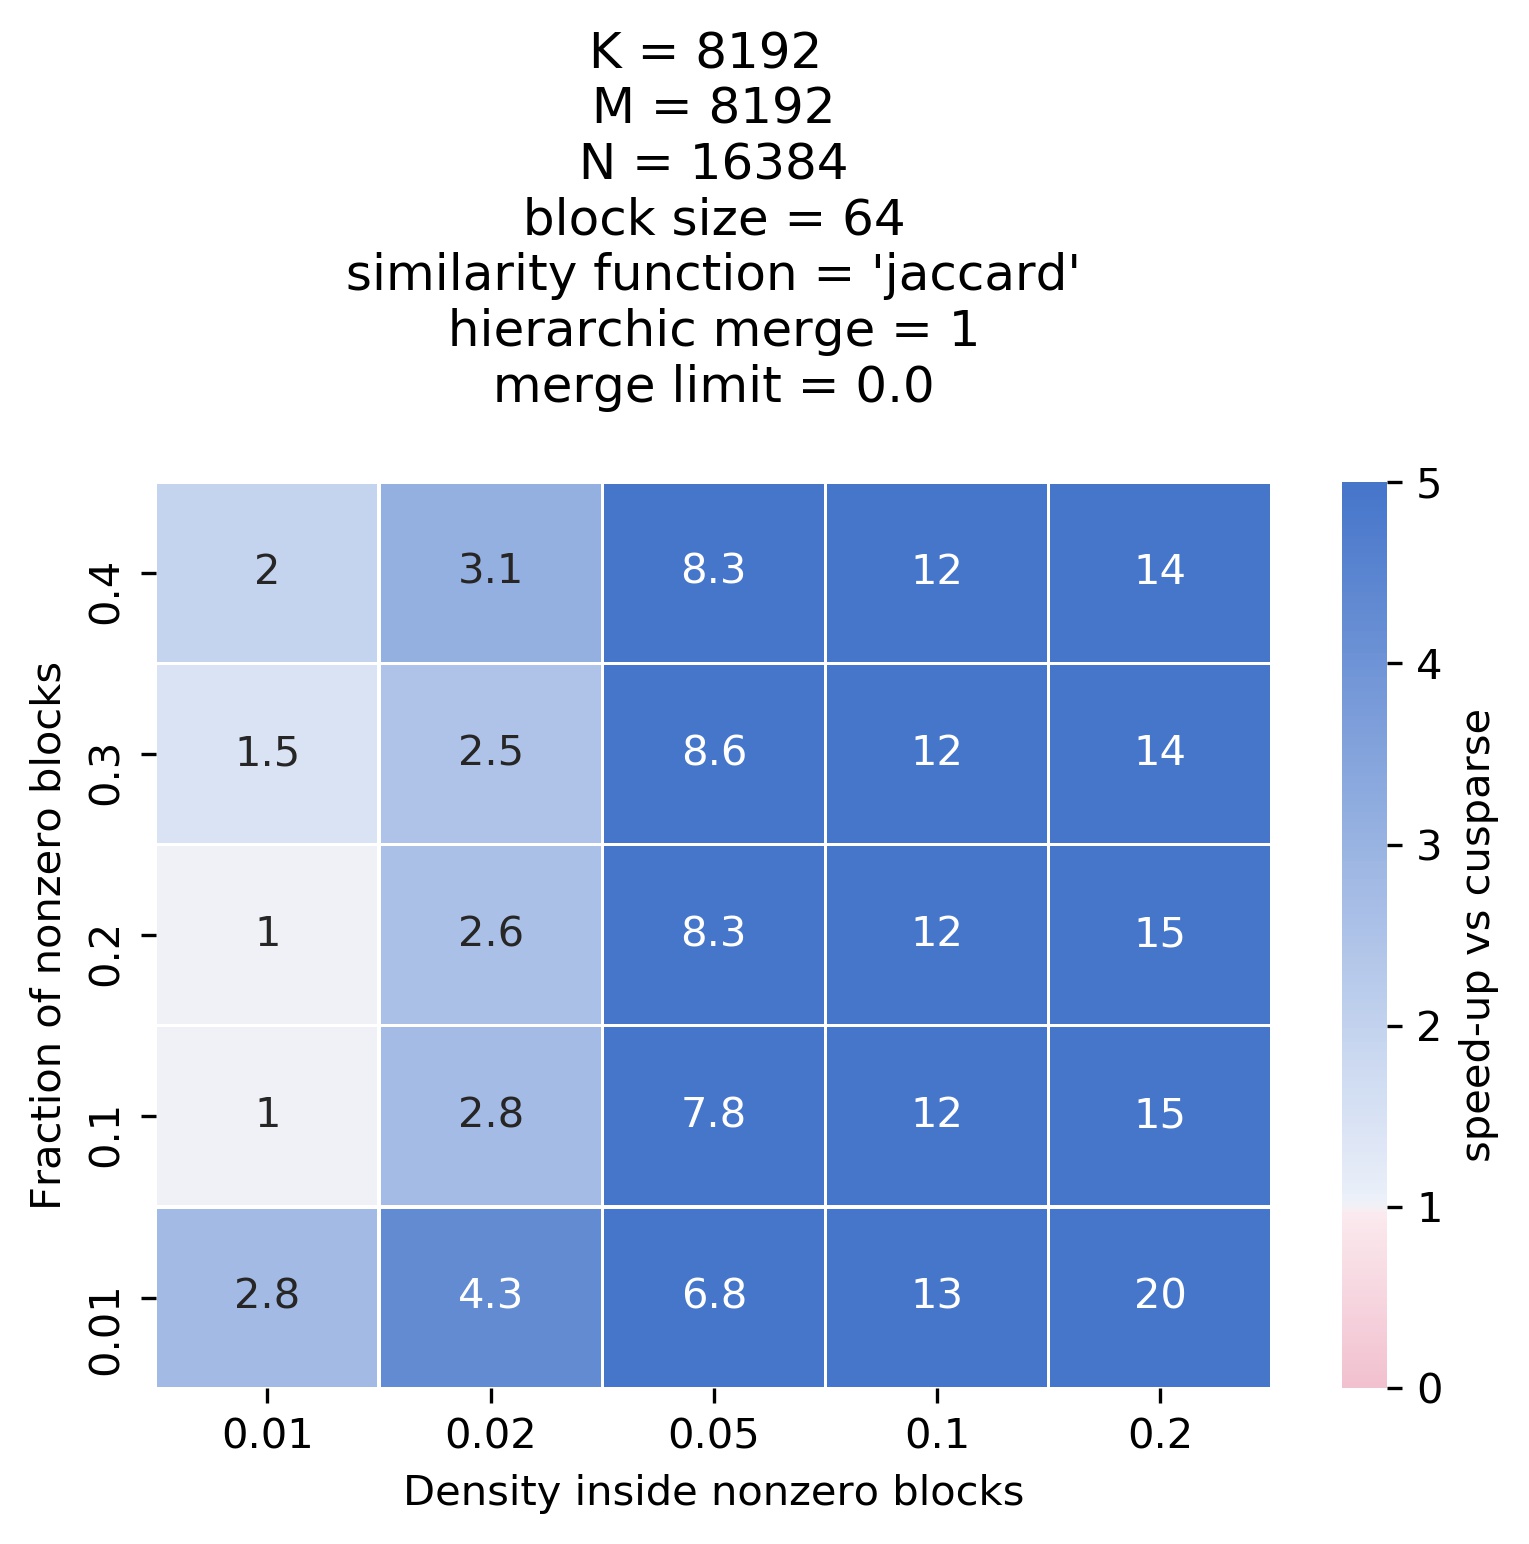 K = 8192
M = 8192
N = 16384
block size = 64
similarity function = 'jaccard'
hierarchic merge = 1
merge limit = 0.0
Fraction of nonzero blocks
0.4 2 3.1 8.3 12 14
0.3 1.5 2.5 8.6 12 14
0.2 1 2.6 8.3 12 15
0.1 1 2.8 7.8 12 15
0.01 2.8 4.3 6.8 13 20
0.01 0.02 0.05 0.1 0.2
Density inside nonzero blocks
5
4
3
2
1
0
speed-up vs cusparse